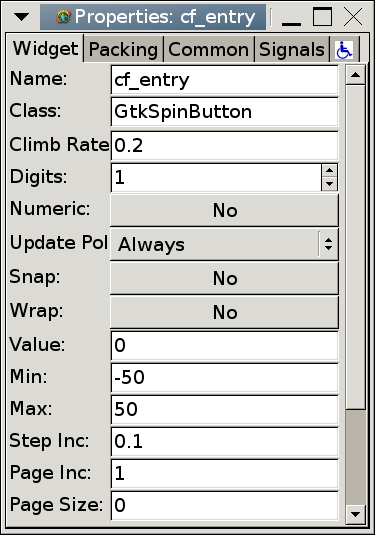 Properties: cf_entry
Widget Packing Common Signals
Name: cf_entry
Class: GtkSpinButton
Climb Rate 0.2
Digits: 1
Numeric: No
Update Pol Always
Snap: No
Wrap: No
Value: 0
Min: -50
Max: 50
Step Inc: 0.1
Page Inc: 1
Page Size: 0